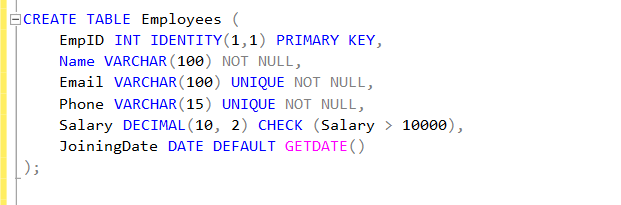 CREATE TABLE Employees (
    EmpID INT IDENTITY(1,1) PRIMARY KEY,
    Name VARCHAR(100) NOT NULL,
    Email VARCHAR(100) UNIQUE NOT NULL,
    Phone VARCHAR(15) UNIQUE NOT NULL,
    Salary DECIMAL(10, 2) CHECK (Salary > 10000),
    JoiningDate DATE DEFAULT GETDATE()
);